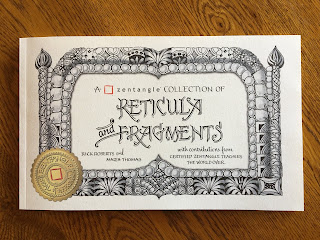 A zentangle COLLECTION OF
RETICULA
and FRAGMENTS
RICK ROBERTS and
MARIA THOMAS
with contributions from
CERTIFIED ZENTANGLE TEACHERS
THE WORLD OVER